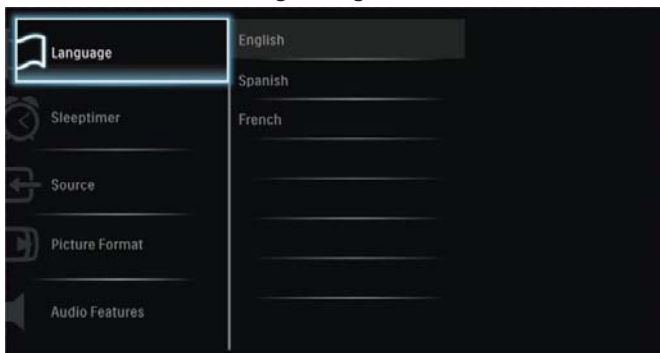 Language
Sleeptimer
Source
Picture Format
Audio Features
English
Spanish
French